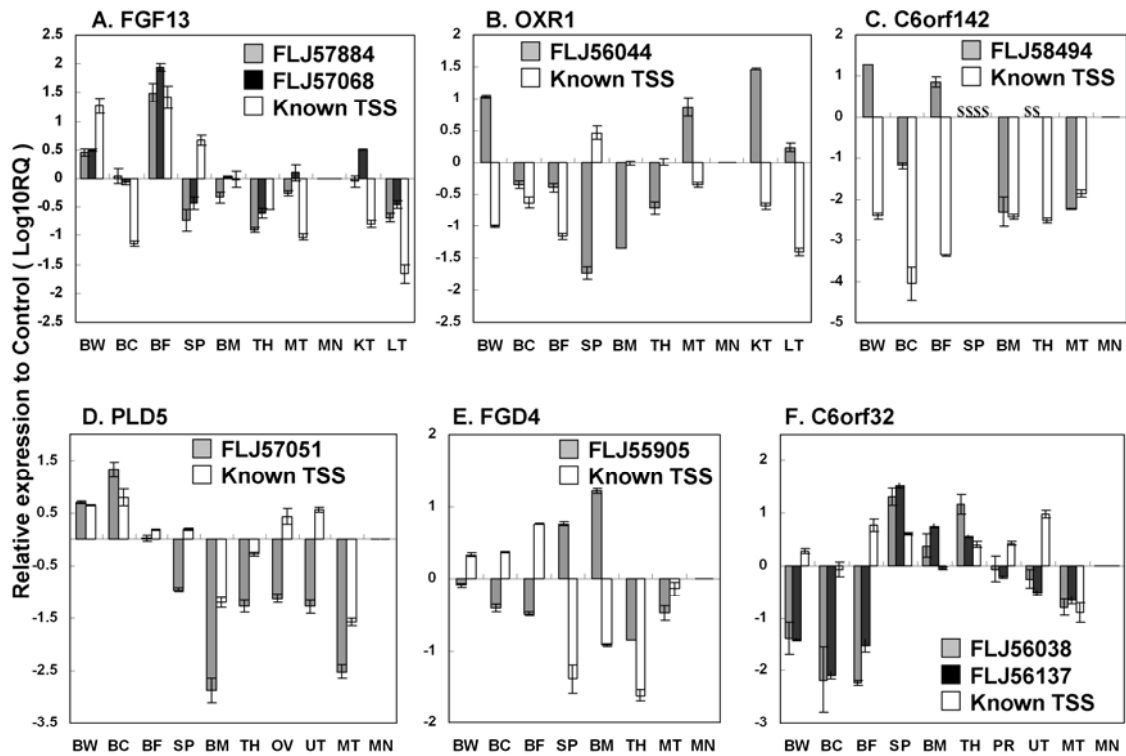 Relative expression to Control ( Log10RQ )
A. FGF13
FLJ57884
FLJ57068
Known TSS
2.5
2
1.5
1
0.5
0
-0.5
-1
-1.5
-2
-2.5
BW BC BF SP BM TH MT MN KT LT
B. OXR1
FLJ56044
Known TSS
2
1.5
1
0.5
0
-0.5
-1
-1.5
-2
-2.5
BW BC BF SP BM TH MT MN KT LT
C. C6orf142
FLJ58494
Known TSS
2
1
0
-1
-2
-3
-4
-5
$$$$ $$
BW BC BF SP BM TH MT MN
D. PLD5
FLJ57051
Known TSS
1.5
0.5
-0.5
-1.5
-2.5
-3.5
BW BC BF SP BM TH OV UT MT MN
E. FGD4
FLJ55905
Known TSS
2
1
0
-1
-2
BW BC BF SP BM TH MT MN
F. C6orf32
2
1
0
-1
-2
-3
FLJ56038
FLJ56137
Known TSS
BW BC BF SP BM TH PR UT MT MN